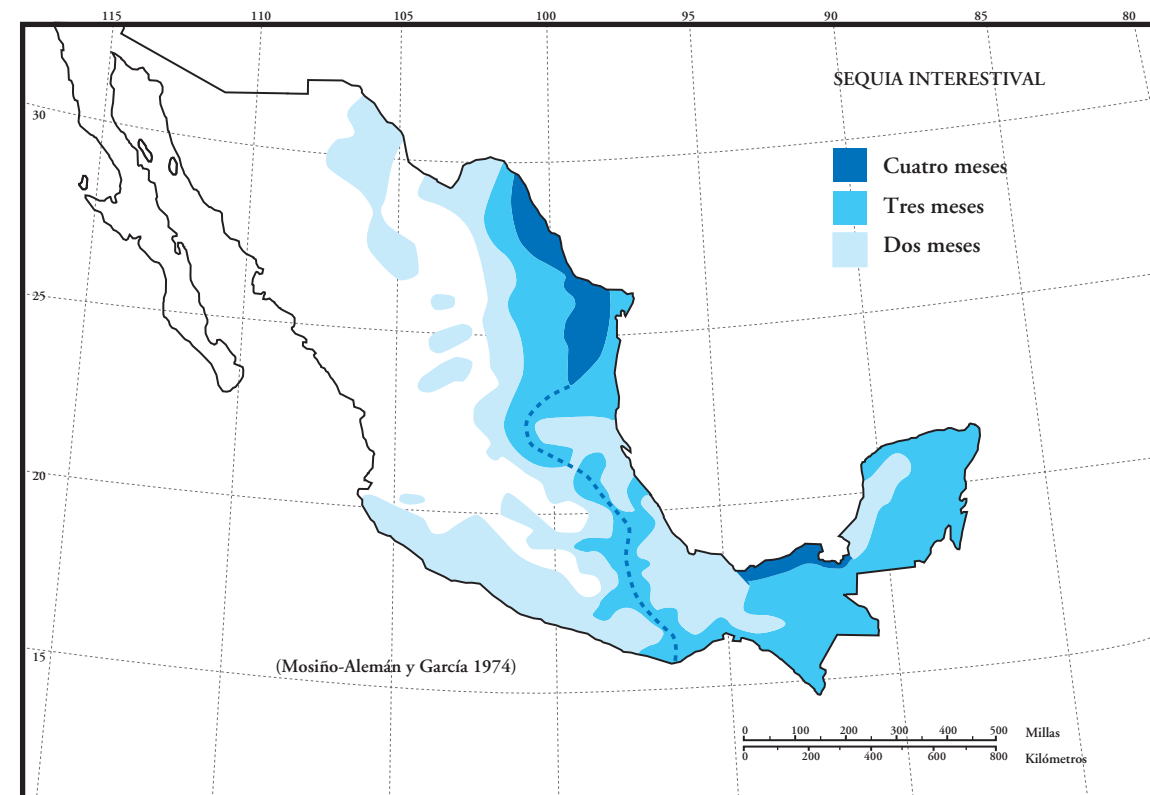 115 110 105 100 95 90 85 80
SEQUIA INTERESTIVAL
30
Cuatro meses
Tres meses
Dos meses
25
20
15
(Mosiño-Alemán y García 1974)
0 100 200 300 400 500 Millas
0 200 400 600 800 Kilómetros